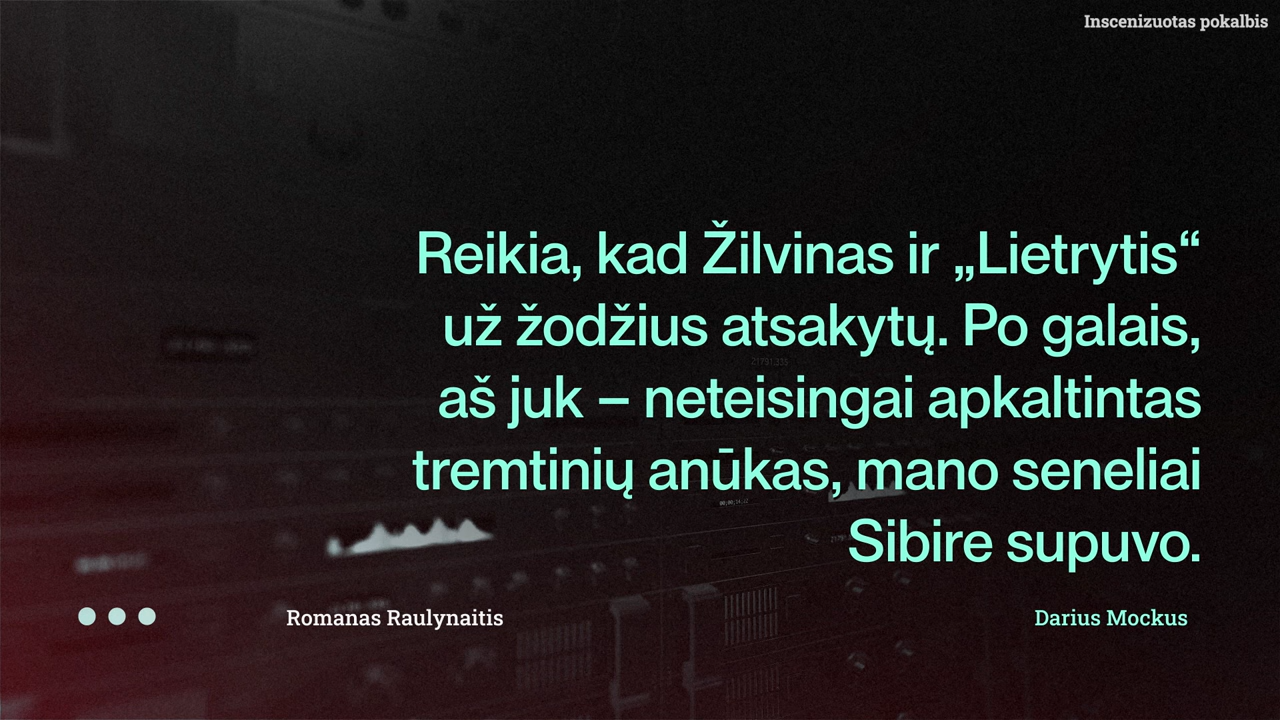 Inscenizuotas pokalbis
Reikia, kad Žilvinas ir „Lietrytis“
už žodžius atsakytų. Po galais,
aš juk – neteisingai apkaltintas
tremtinių anūkas, mano seneliai
Sibire supuvo.
Romanas Raulynaitis
Darius Mockus